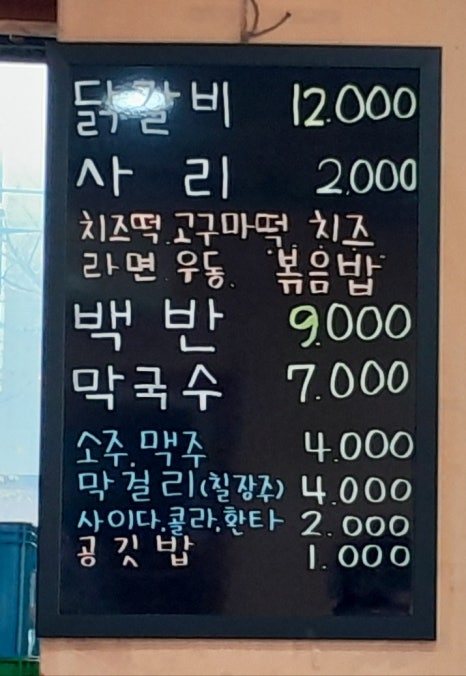 닭갈비 12.000
사리 2.000
치즈떡.고구마떡.치즈
라면.우동. 볶음밥
백반 9.000
막국수 7.000
소주.맥주 4.000
막걸리(칠장주) 4.000
사이다.콜라.환타 2.000
공깃밥 1.000